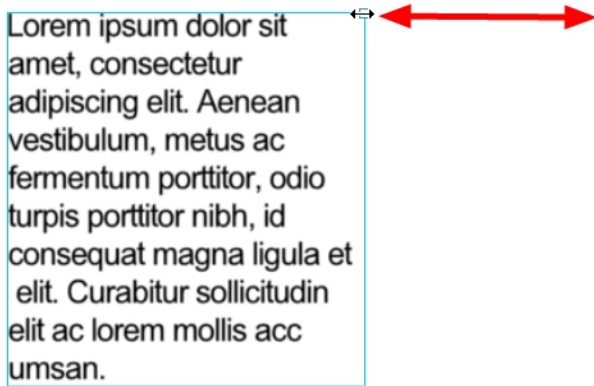 Lorem ipsum dolor sit
amet, consectetur
adipiscing elit. Aenean
vestibulum, metus ac
fermentum porttitor, odio
turpis porttitor nibh, id
consequat magna ligula et
elit. Curabitur sollicitudin
elit ac lorem mollis acc
umsan.